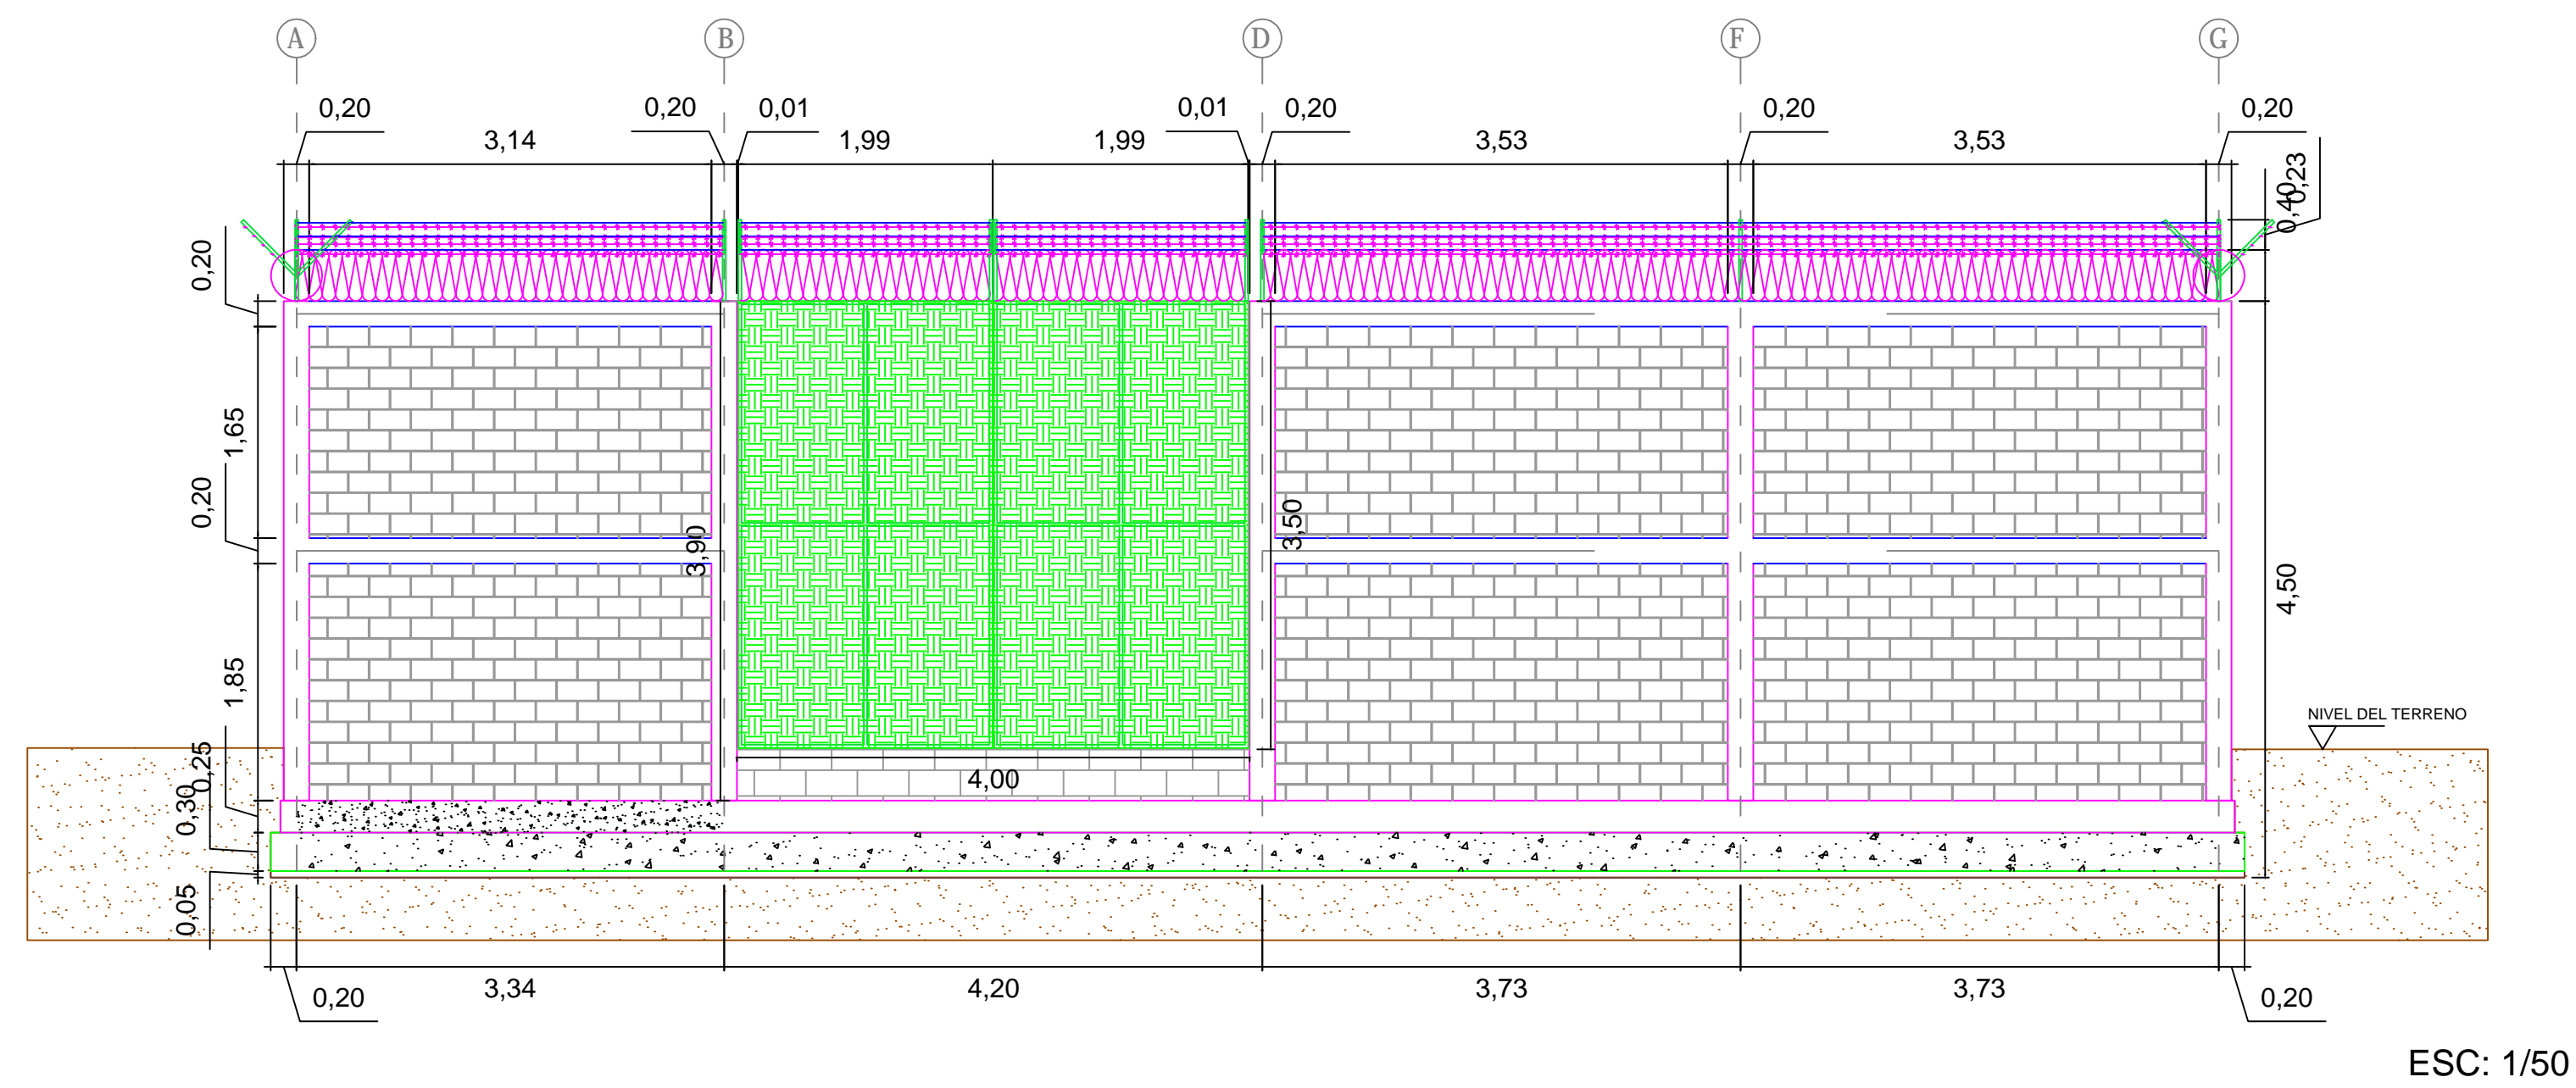 A B D F G
0,20 0,20 0,01 0,01 0,20 0,20 0,20
3,14 1,99 1,99 3,53 3,53
0,23
0,40
0,20
1,65
0,20
3,90
3,50
4,50
1,85
NIVEL DEL TERRENO
0,25
4,00
0,30
0,05
3,34 4,20 3,73 3,73
0,20 0,20
ESC: 1/50